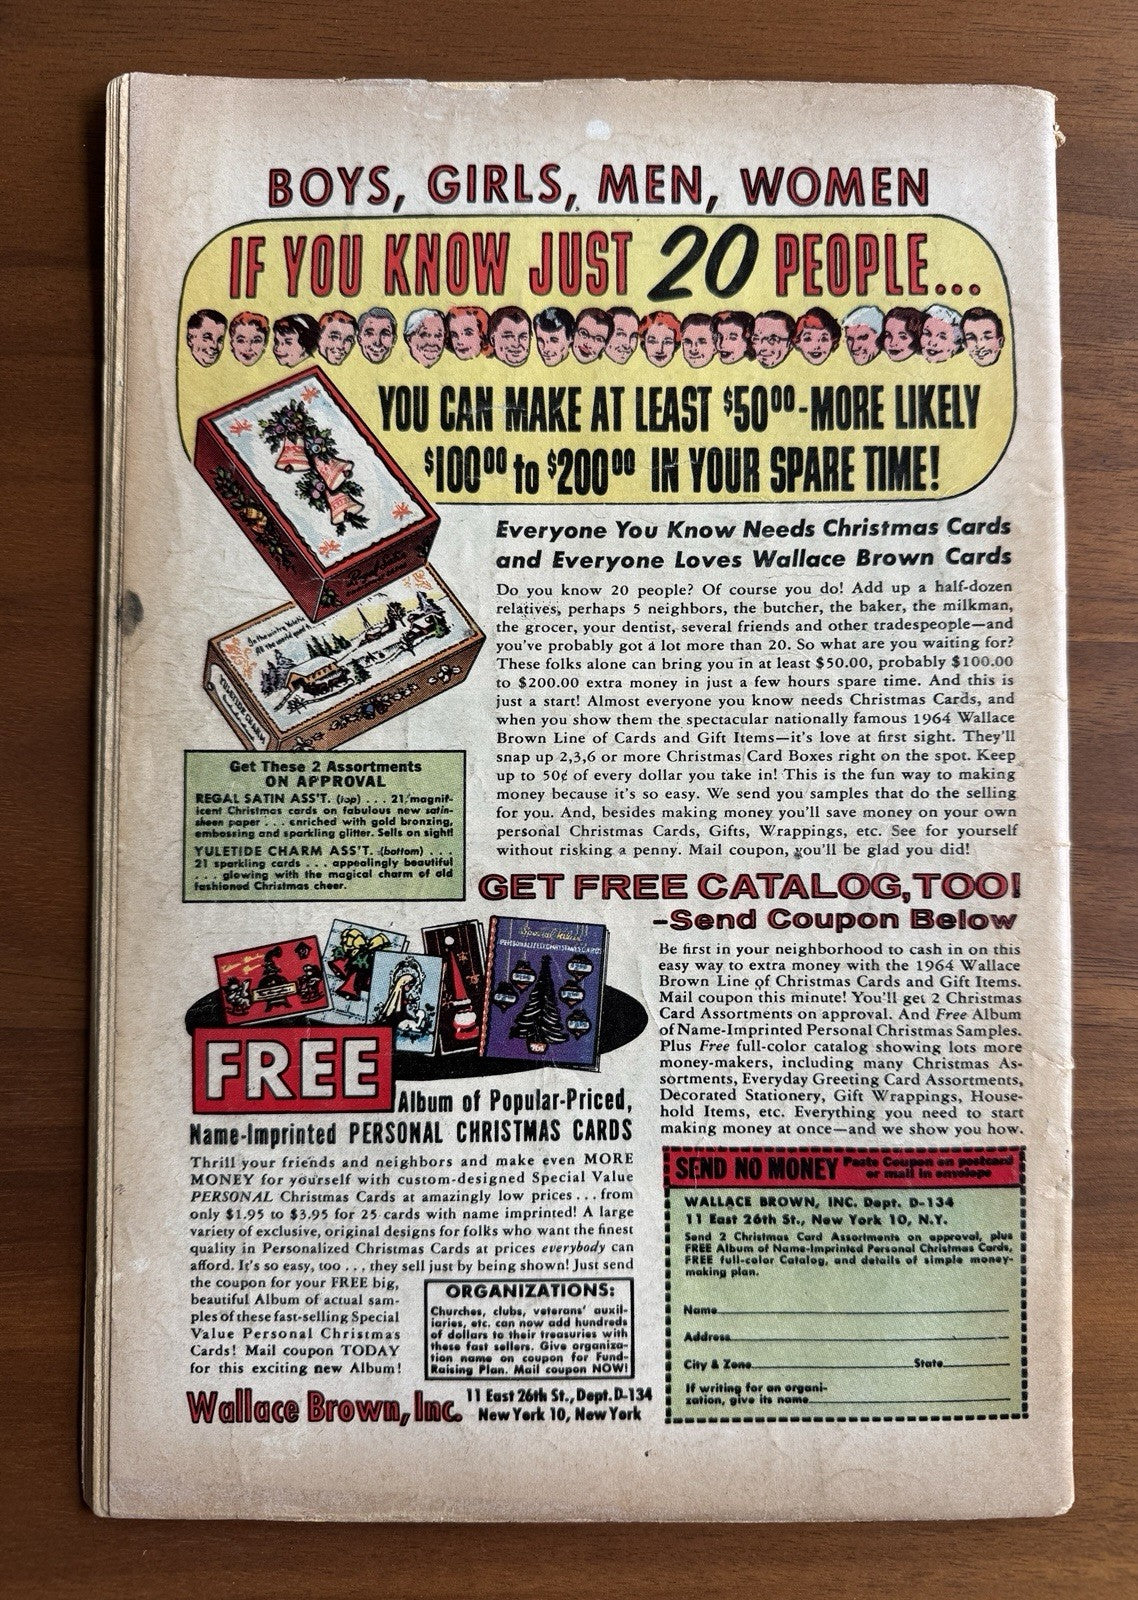 BOYS, GIRLS, MEN, WOMEN
IF YOU KNOW JUST 20 PEOPLE...
YOU CAN MAKE AT LEAST $50⁰⁰-MORE LIKELY
$100⁰⁰ to $200⁰⁰ IN YOUR SPARE TIME!
Everyone You Know Needs Christmas Cards
and Everyone Loves Wallace Brown Cards
Do you know 20 people? Of course you do! Add up a half-dozen
relatives, perhaps 5 neighbors, the butcher, the baker, the milkman,
the grocer, your dentist, several friends and other tradespeople—and
you've probably got a lot more than 20. So what are you waiting for?
These folks alone can bring you in at least $50.00, probably $100.00
to $200.00 extra money in just a few hours spare time. And this is
just a start! Almost everyone you know needs Christmas Cards, and
when you show them the spectacular nationally famous 1964 Wallace
Brown Line of Cards and Gift Items—it's love at first sight. They'll
snap up 2,3,6 or more Christmas Card Boxes right on the spot. Keep
up to 50¢ of every dollar you take in! This is the fun way to making
money because it's so easy. We send you samples that do the selling
for you. And, besides making money you'll save money on your own
personal Christmas Cards, Gifts, Wrappings, etc. See for yourself
without risking a penny. Mail coupon, you'll be glad you did!
YULETIDE CHARM
Get These 2 Assortments
ON APPROVAL
REGAL SATIN ASS'T. (top) . . . 21 magnif-
icent Christmas cards on fabulous new satin-
sheen paper . . . enriched with gold bronzing,
embossing and sparkling glitter. Sells on sight!
YULETIDE CHARM ASS'T. (bottom) . . .
21 sparkling cards . . . appealingly beautiful
. . . glowing with the magical charm of old
fashioned Christmas cheer.
GET FREE CATALOG,TOO!
–Send Coupon Below
Be first in your neighborhood to cash in on this
easy way to extra money with the 1964 Wallace
Brown Line of Christmas Cards and Gift Items.
Mail coupon this minute! You'll get 2 Christmas
Card Assortments on approval. And Free Album
of Name-Imprinted Personal Christmas Samples.
Plus Free full-color catalog showing lots more
money-makers, including many Christmas As-
sortments, Everyday Greeting Card Assortments,
Decorated Stationery, Gift Wrappings, House-
hold Items, etc. Everything you need to start
making money at once—and we show you how.
Special Value
PERSONALIZED CHRISTMAS CARDS
FREE
Album of Popular-Priced,
Name-Imprinted PERSONAL CHRISTMAS CARDS
Thrill your friends and neighbors and make even MORE
MONEY for yourself with custom-designed Special Value
PERSONAL Christmas Cards at amazingly low prices . . . from
only $1.95 to $3.95 for 25 cards with name imprinted! A large
variety of exclusive, original designs for folks who want the finest
quality in Personalized Christmas Cards at prices everybody can
afford. It's so easy, too . . . they sell just by being shown! Just send
the coupon for your FREE big,
beautiful Album of actual sam-
ples of these fast-selling Special
Value Personal Christmas
Cards! Mail coupon TODAY
for this exciting new Album!
ORGANIZATIONS:
Churches, clubs, veterans' auxil-
iaries, etc. can now add hundreds
of dollars to their treasuries with
these fast sellers. Give organiza-
tion name on coupon for Fund-
Raising Plan. Mail coupon NOW!
Wallace Brown, Inc.
11 East 26th St., Dept. D-134
New York 10, New York
SEND NO MONEY Paste Coupon on postcard
or mail in envelope
WALLACE BROWN, INC. Dept. D-134
11 East 26th St., New York 10, N.Y.
Send 2 Christmas Card Assortments on approval, plus
FREE Album of Name-Imprinted Personal Christmas Cards,
FREE full-color Catalog, and details of simple money-
making plan.
Name
Address
City & Zone State
If writing for an organi-
zation, give its name